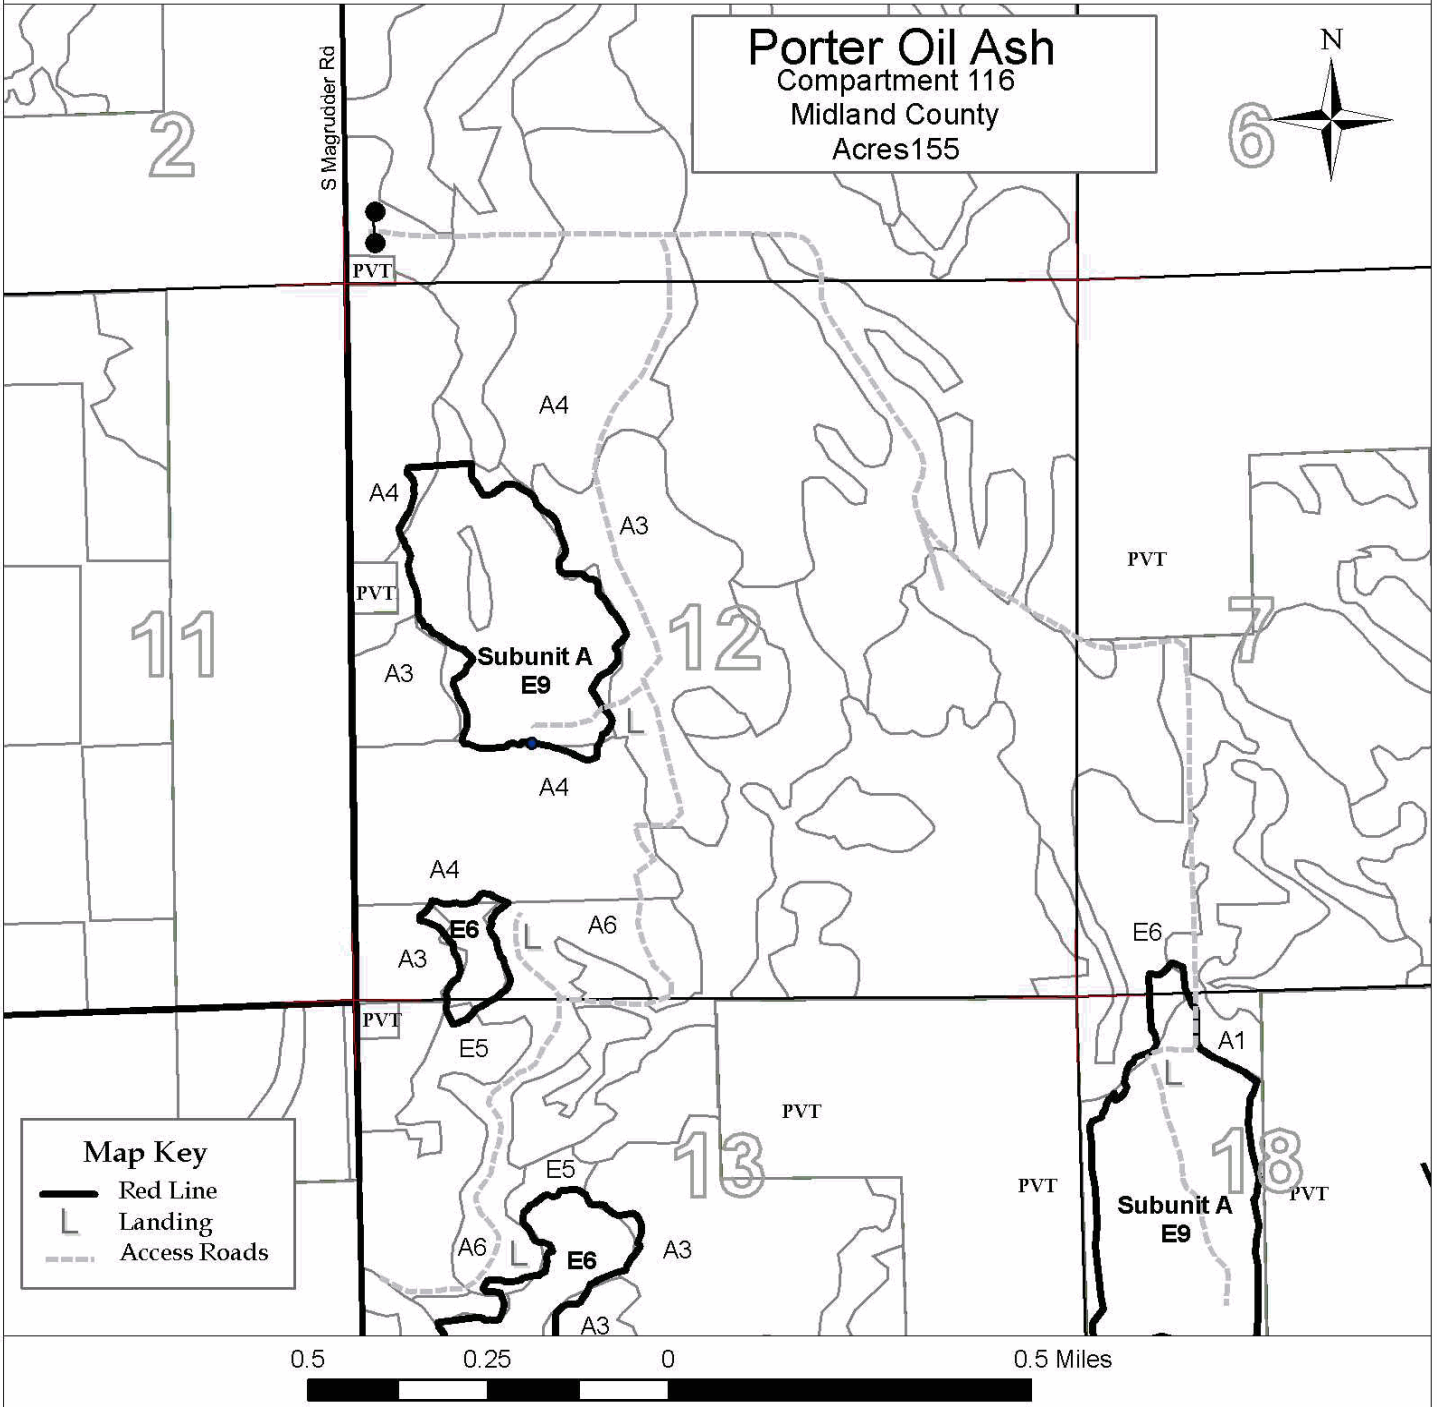 Porter Oil Ash
Compartment 116
Midland County
Acres155
N
S Magrudder Rd
2
6
PVT
A4
A4
A3
PVT
PVT
11
12
7
Subunit A
E9
A3
L
A4
A4
E6
L
A6
A3
E6
PVT
E5
A1
L
PVT
13
18
E5
PVT
PVT
Subunit A
E9
A6
L
E6
A3
A3
Map Key
Red Line
L
Landing
Access Roads
0.5
0.25
0
0.5 Miles